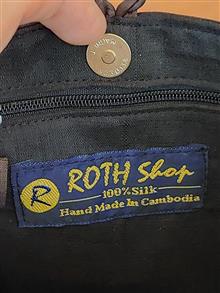 R
ROTH Shop
100% Silk
Hand Made In Cambodia